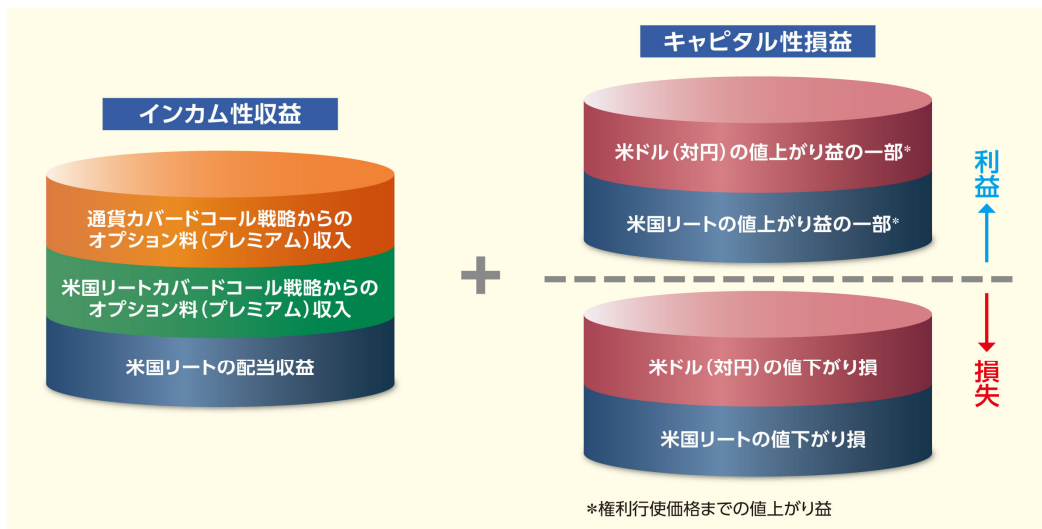 インカム性収益
通貨カバードコール戦略からの
オプション料(プレミアム)収入
米国リートカバードコール戦略からの
オプション料(プレミアム)収入
米国リートの配当収益
+
キャピタル性損益
米ドル(対円)の値上がり益の一部*
米国リートの値上がり益の一部*
利益
米ドル(対円)の値下がり損
米国リートの値下がり損
損失
*権利行使価格までの値上がり益